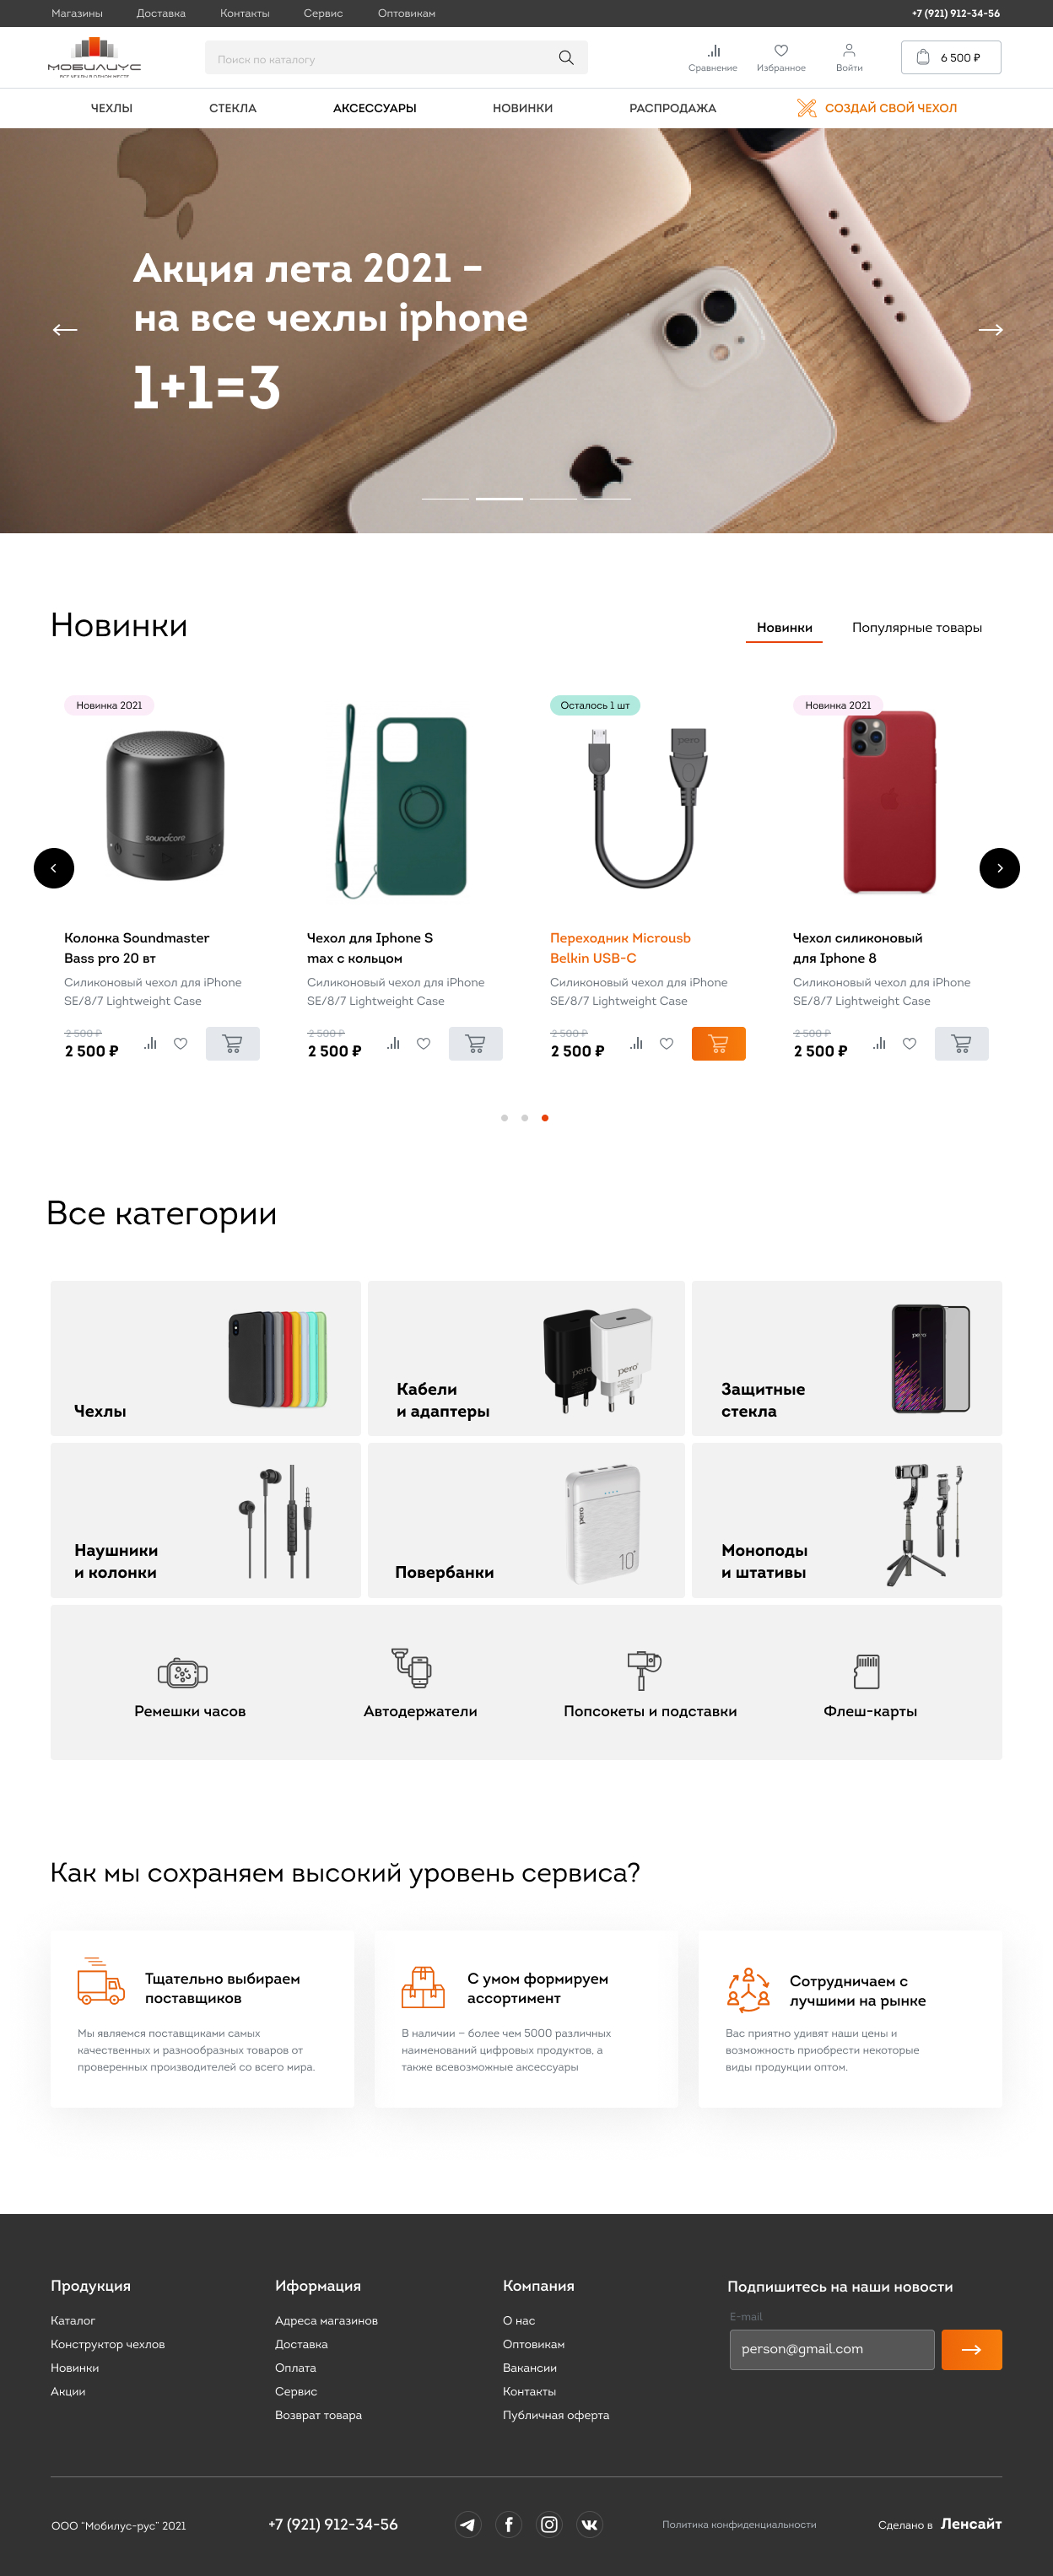 Магазины Доставка Контакты Сервис Оптовикам +7 (921) 912-34-56
МОБИЛИУС
Поиск по каталогу
Сравнение Избранное Войти 6 500 ₽
ЧЕХЛЫ СТЕКЛА АКСЕССУАРЫ НОВИНКИ РАСПРОДАЖА СОЗДАЙ СВОЙ ЧЕХОЛ
Акция лета 2021 –
на все чехлы iphone
1+1=3
Новинки
Новинки Популярные товары
Новинка 2021 Осталось 1 шт Новинка 2021
soundcore
pero
Колонка Soundmaster
Bass pro 20 вт
Силиконовый чехол для iPhone
SE/8/7 Lightweight Case
2 500 ₽
2 500 ₽
Чехол для Iphone S
max с кольцом
Силиконовый чехол для iPhone
SE/8/7 Lightweight Case
2 500 ₽
2 500 ₽
Переходник Microusb
Belkin USB-C
Силиконовый чехол для iPhone
SE/8/7 Lightweight Case
2 500 ₽
2 500 ₽
Чехол силиконовый
для Iphone 8
Силиконовый чехол для iPhone
SE/8/7 Lightweight Case
2 500 ₽
2 500 ₽
Все категории
Чехлы
pero pero
Кабели
и адаптеры
pero
Защитные
стекла
Наушники
и колонки
pero
10
Повербанки
Моноподы
и штативы
Ремешки часов Автодержатели Попсокеты и подставки Флеш-карты
Как мы сохраняем высокий уровень сервиса?
Тщательно выбираем
поставщиков
Мы являемся поставщиками самых
качественных и разнообразных товаров от
проверенных производителей со всего мира.
С умом формируем
ассортимент
В наличии – более чем 5000 различных
наименований цифровых продуктов, а
также всевозможные аксессуары
Сотрудничаем с
лучшими на рынке
Вас приятно удивят наши цены и
возможность приобрести некоторые
виды продукции оптом.
Продукция
Каталог
Конструктор чехлов
Новинки
Акции
Иформация
Адреса магазинов
Доставка
Оплата
Сервис
Возврат товара
Компания
О нас
Оптовикам
Вакансии
Контакты
Публичная оферта
Подпишитесь на наши новости
E-mail
person@gmail.com
ООО "Мобилус-рус" 2021 +7 (921) 912-34-56 Политика конфиденциальности Сделано в Ленсайт